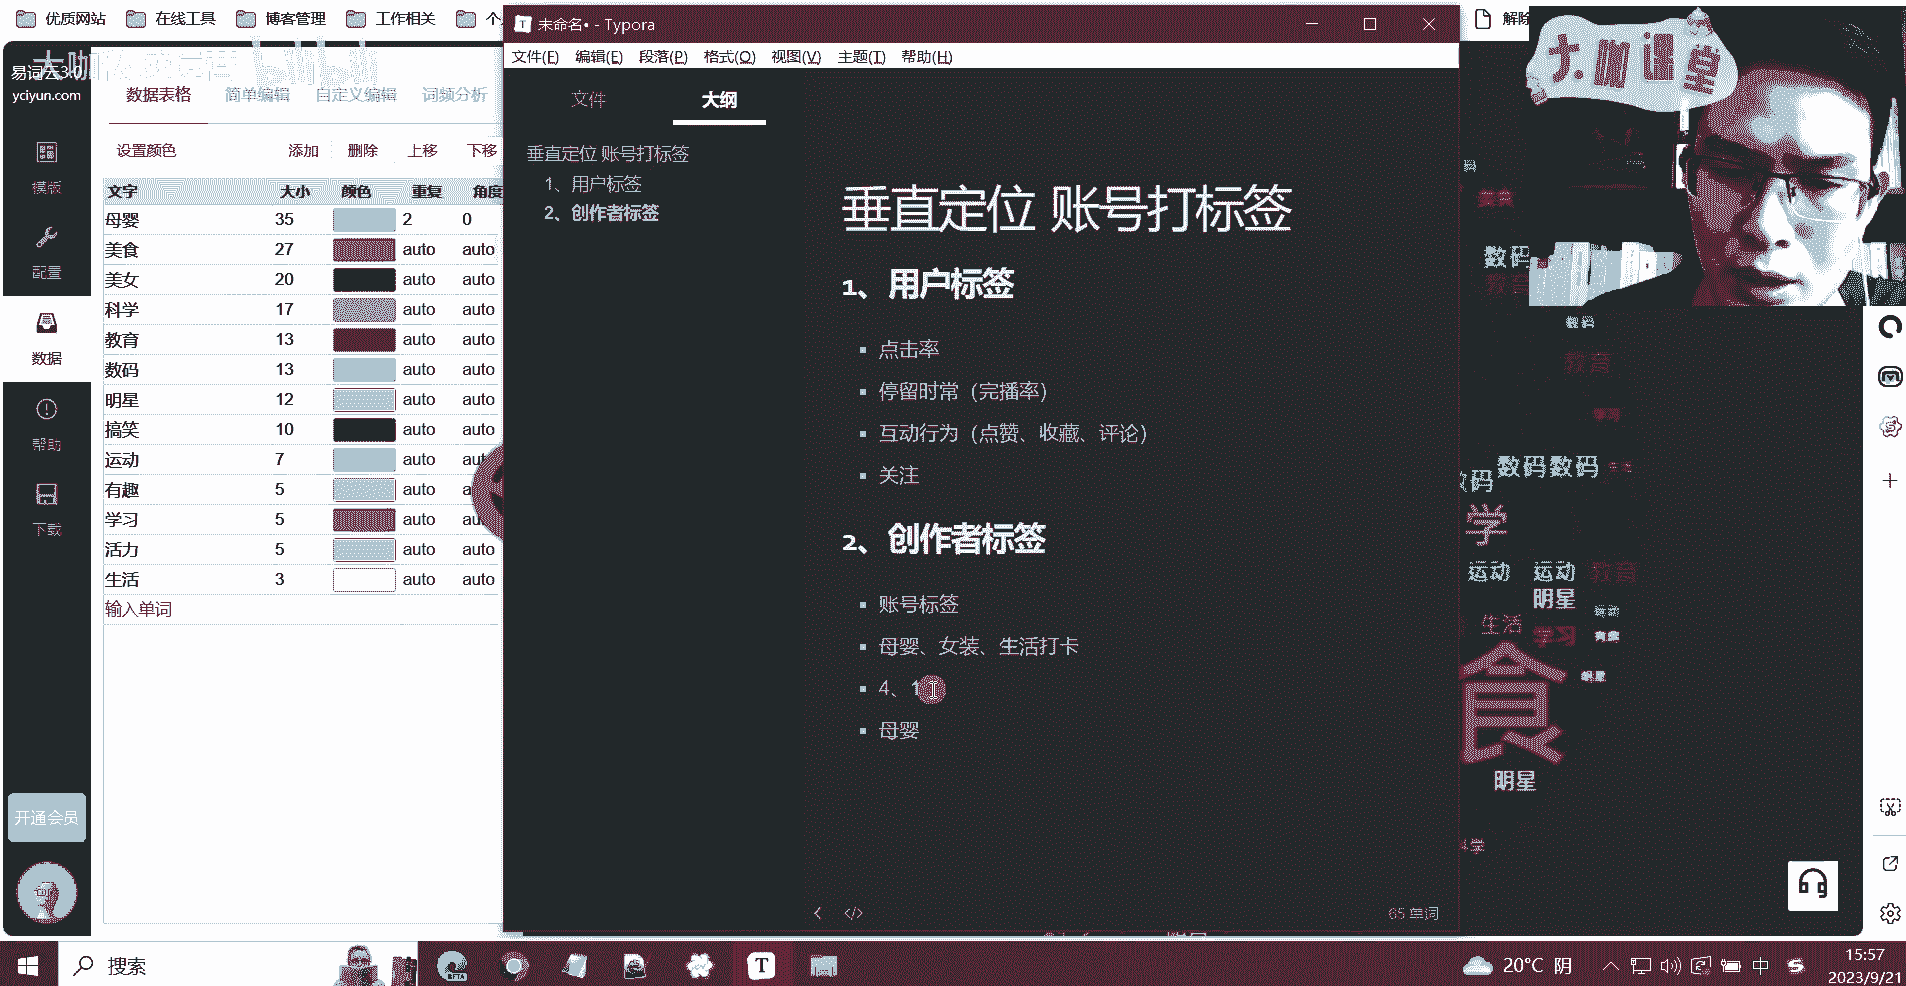 优质网站 在线工具 博客管理 工作相关 个
未命名• - Typora
解除
大咖课堂
易词云3.0
yciyun.com
bilibili
文件(F) 编辑(E) 段落(P) 格式(O) 视图(V) 主题(T) 帮助(H)
数据表格 简单编辑 自定义编辑 词频分析
设置颜色 添加 删除 上移 下移
文字 大小 颜色 重复 角度
母婴 35 2 0
美食 27 auto auto
美女 20 auto auto
科学 17 auto auto
教育 13 auto auto
数码 13 auto auto
明星 12 auto auto
搞笑 10 auto auto
运动 7 auto au
有趣 5 auto a
学习 5 auto au
活力 5 auto auto
生活 3 auto auto
输入单词
模版
配置
数据
帮助
下载
开通会员
文件 大纲
垂直定位 账号打标签
1、用户标签
2、创作者标签
垂直定位 账号打标签
1、用户标签
点击率
停留时常（完播率）
互动行为（点赞、收藏、评论）
关注
2、创作者标签
账号标签
母婴、女装、生活打卡
4、1
母婴
65 单词
数码
教育
数码
教育
学习
数码 数码
学
运动 运动 教育
明星
生活 学习
食
明星
搜索
20°C 阴
中
15:57
2023/9/21